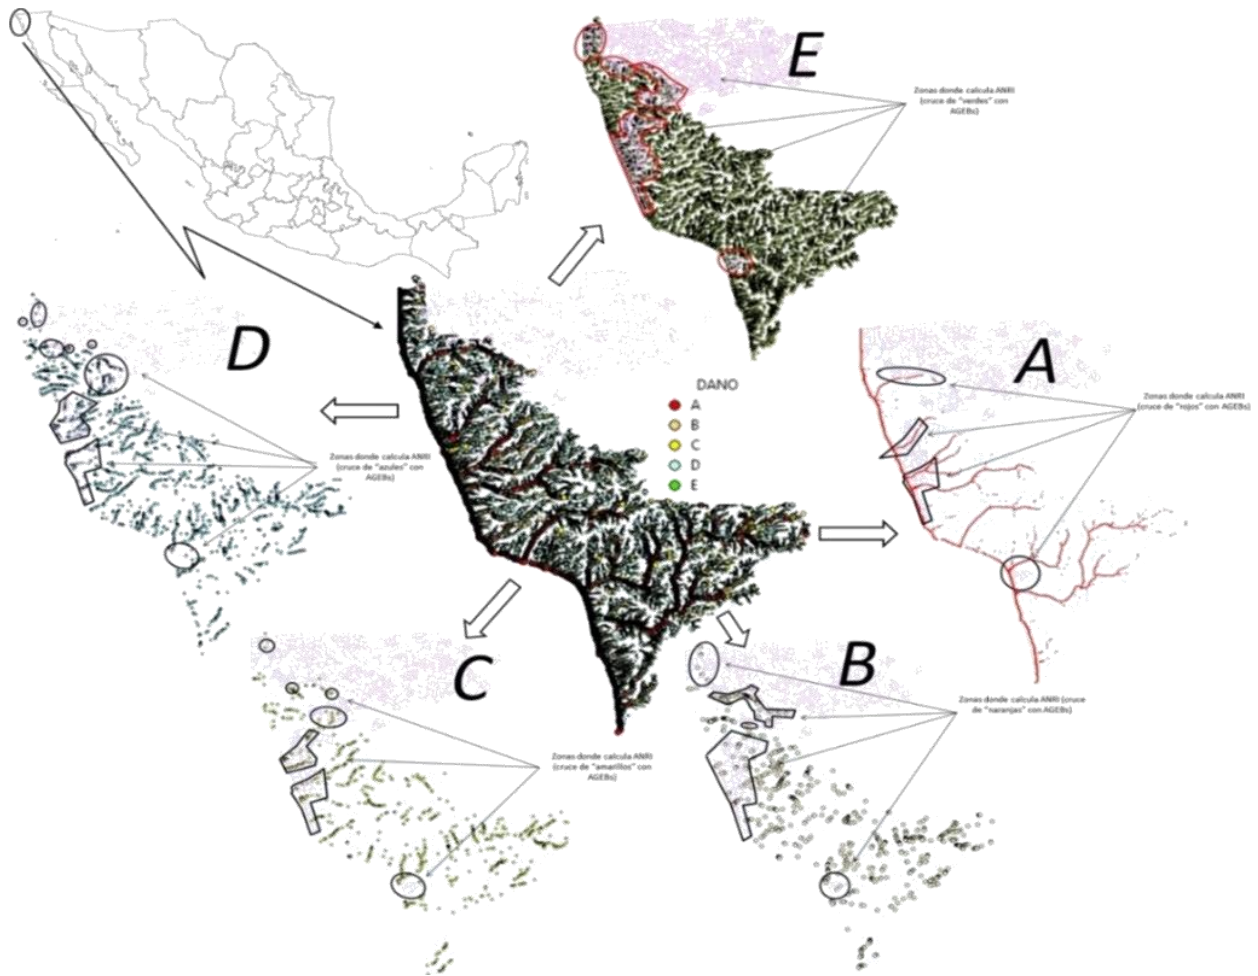 E
Zonas donde calcula ANRI
(cruce de "verdes" con
AGEBs)
D
A
Zonas donde calcula ANRI
(cruce de "rojos" con AGEBs)
DANO
A
B
C
D
E
Zonas donde calcula ANRI
(cruce de "azules" con
AGEBs)
C
B
Zonas donde calcula ANRI (cruce
de "naranjas" con AGEBs)
Zonas donde calcula ANRI
(cruce de "amarillos" con
AGEBs)